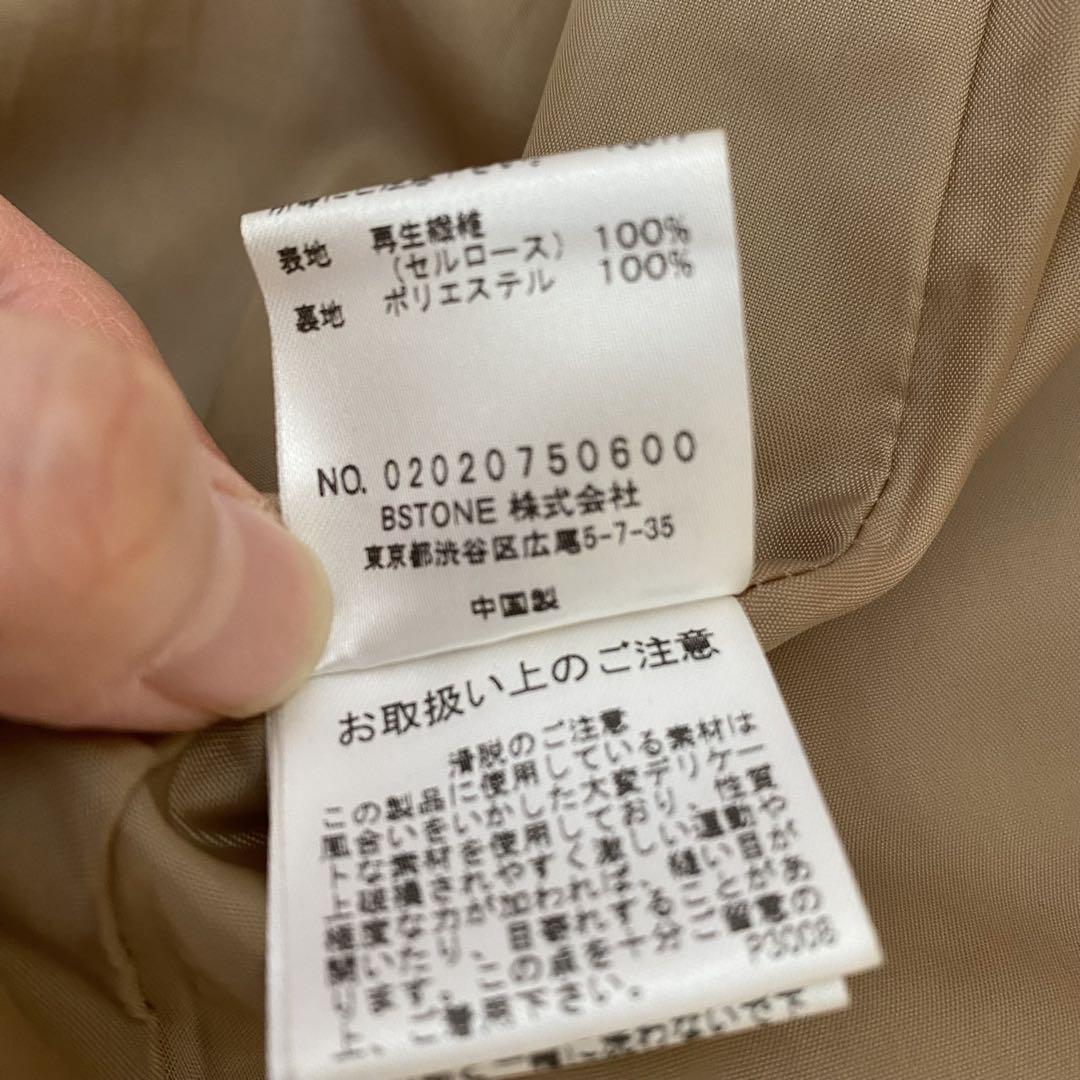 表地 再生繊維
(セルロース) 100%
裏地 ポリエステル 100%
NO. 02020750600
BSTONE 株式会社
東京都渋谷区広尾5-7-35
中国製
お取扱い上のご注意
滑脱のご注意
この製品に使用している素材は
風合いをいかした大変デリケー
トな素材を使用しており、性質
上縫損されやすく激しい運動や
極度な力が加われば、縫い目が
開いたり、目寄れすることがあ
ります。この点を十分ご留意の
上、ご着用下さい。 P3008